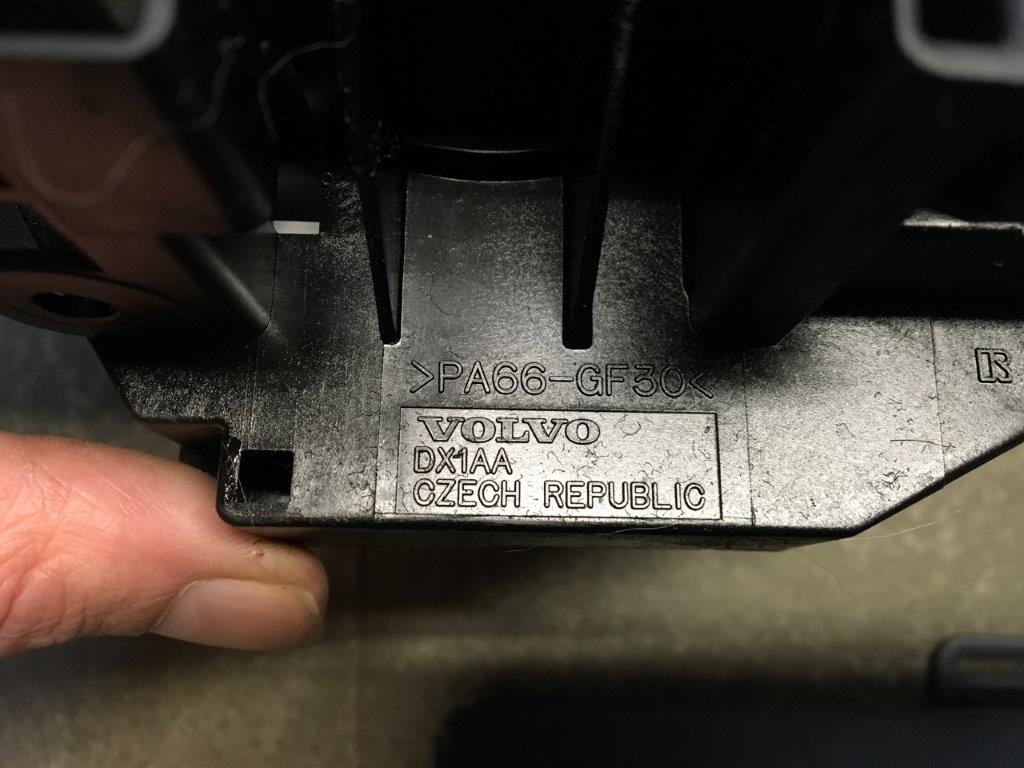 >PA66-GF30<
VOLVO
DX1AA
CZECH REPUBLIC
R